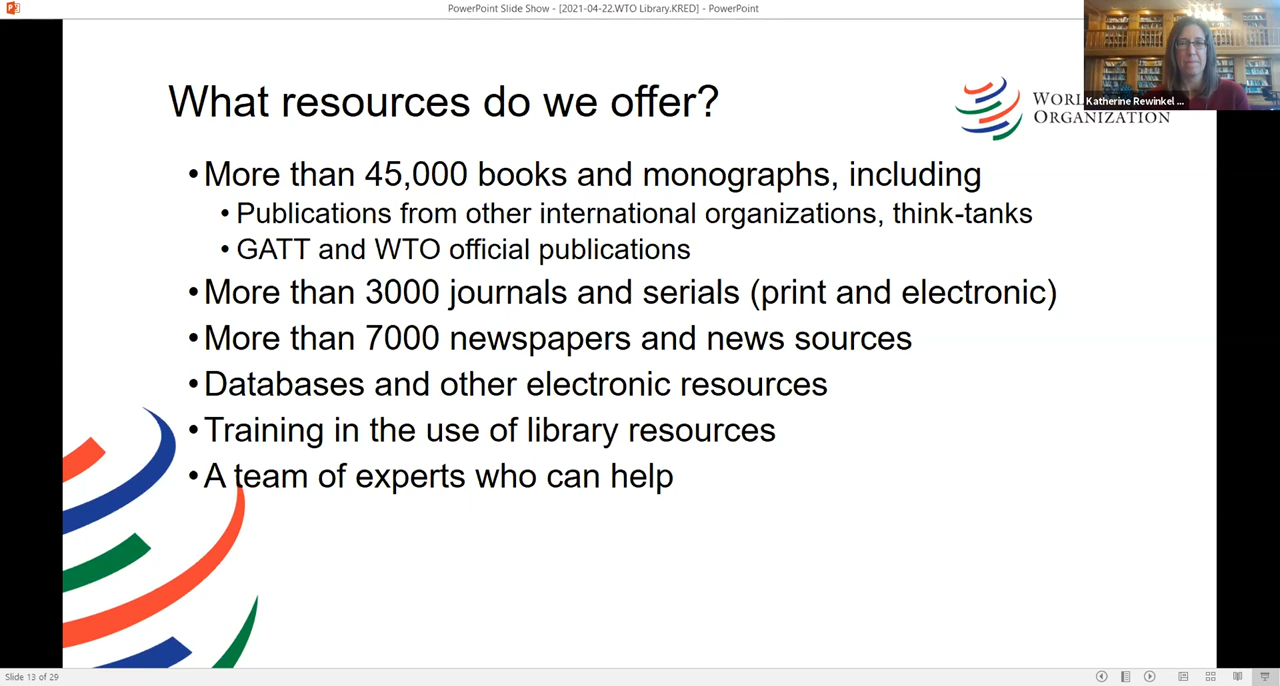 PowerPoint Slide Show - [2021-04-22.WTO Library.KRED] - PowerPoint
Katherine Rewinkel ...
What resources do we offer?
ORGANIZATION
• More than 45,000 books and monographs, including
• Publications from other international organizations, think-tanks
• GATT and WTO official publications
• More than 3000 journals and serials (print and electronic)
• More than 7000 newspapers and news sources
• Databases and other electronic resources
• Training in the use of library resources
• A team of experts who can help
Slide 13 of 29